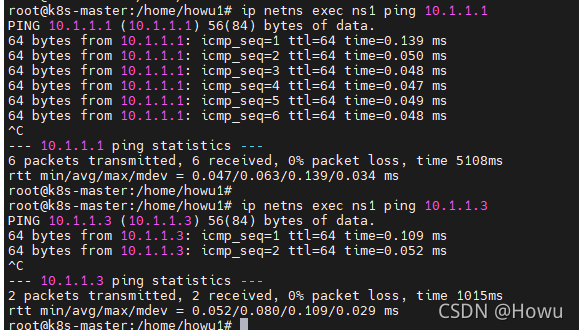 root@k8s-master:/home/howu1# ip netns exec ns1 ping 10.1.1.1
PING 10.1.1.1 (10.1.1.1) 56(84) bytes of data.
64 bytes from 10.1.1.1: icmp_seq=1 ttl=64 time=0.139 ms
64 bytes from 10.1.1.1: icmp_seq=2 ttl=64 time=0.050 ms
64 bytes from 10.1.1.1: icmp_seq=3 ttl=64 time=0.048 ms
64 bytes from 10.1.1.1: icmp_seq=4 ttl=64 time=0.047 ms
64 bytes from 10.1.1.1: icmp_seq=5 ttl=64 time=0.049 ms
64 bytes from 10.1.1.1: icmp_seq=6 ttl=64 time=0.048 ms
^C
--- 10.1.1.1 ping statistics ---
6 packets transmitted, 6 received, 0% packet loss, time 5108ms
rtt min/avg/max/mdev = 0.047/0.063/0.139/0.034 ms
root@k8s-master:/home/howu1#
root@k8s-master:/home/howu1# ip netns exec ns1 ping 10.1.1.3
PING 10.1.1.3 (10.1.1.3) 56(84) bytes of data.
64 bytes from 10.1.1.3: icmp_seq=1 ttl=64 time=0.109 ms
64 bytes from 10.1.1.3: icmp_seq=2 ttl=64 time=0.052 ms
^C
--- 10.1.1.3 ping statistics ---
2 packets transmitted, 2 received, 0% packet loss, time 1015ms
rtt min/avg/max/mdev = 0.052/0.080/0.109/0.029 ms
root@k8s-master:/home/howu1#
CSDN @Howu